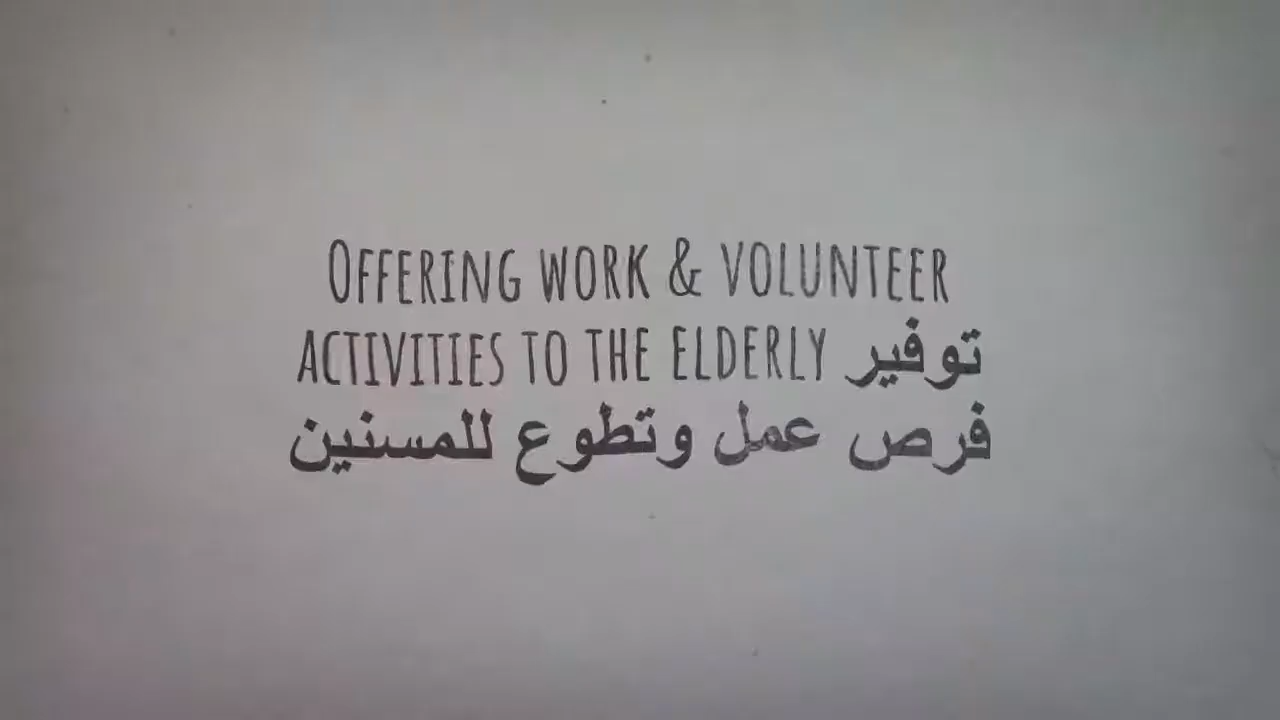 OFFERING WORK & VOLUNTEER
ACTIVITIES TO THE ELDERLY توفير
فرص عمل وتطوع للمسنين